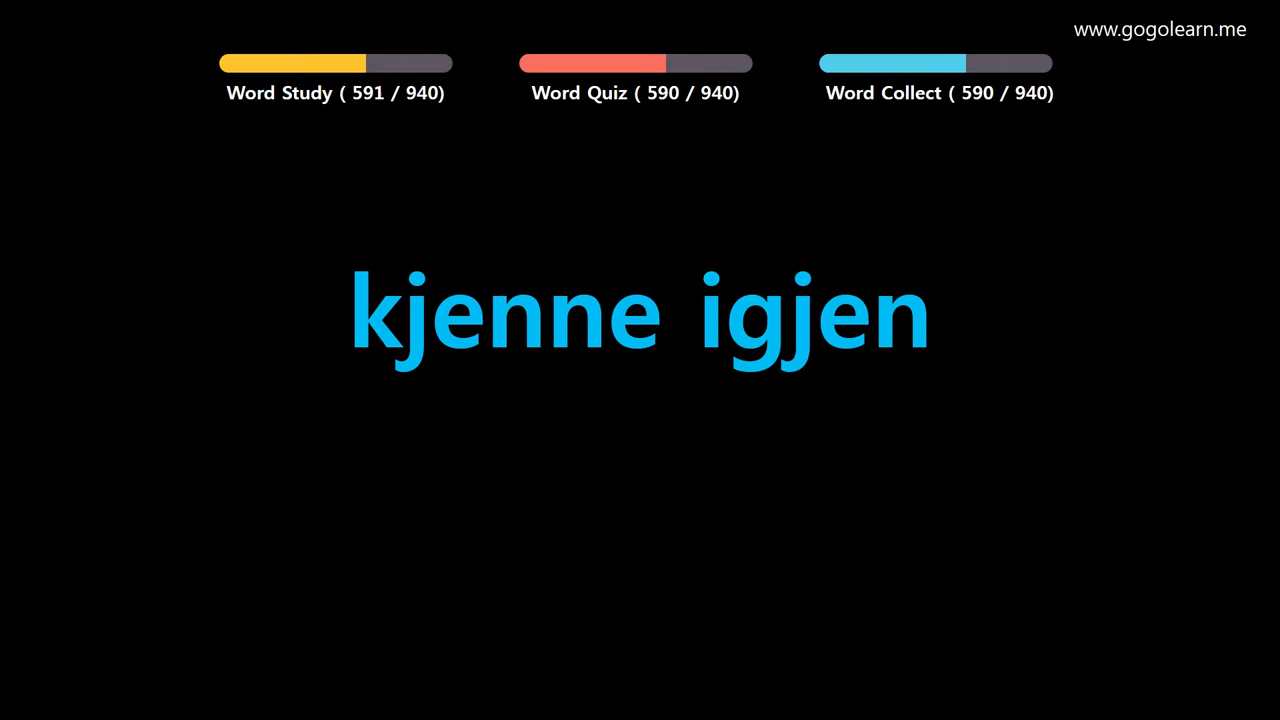 www.gogolearn.me
Word Study ( 591 / 940)
Word Quiz ( 590 / 940)
Word Collect ( 590 / 940)
kjenne igjen